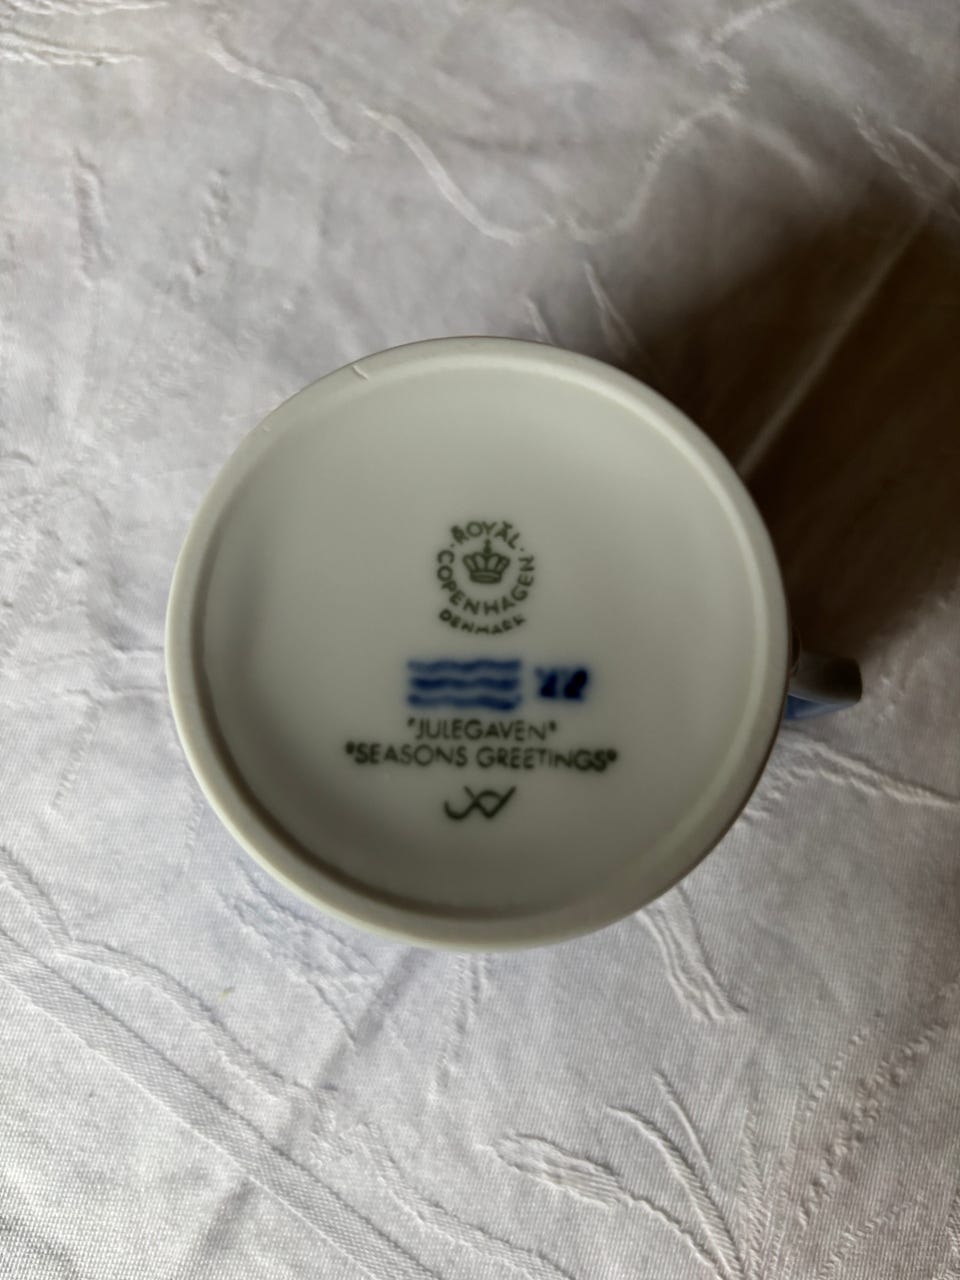 ROYAL
COPENHAGEN
DENMARK
"JULEGAVEN"
"SEASONS GREETINGS"